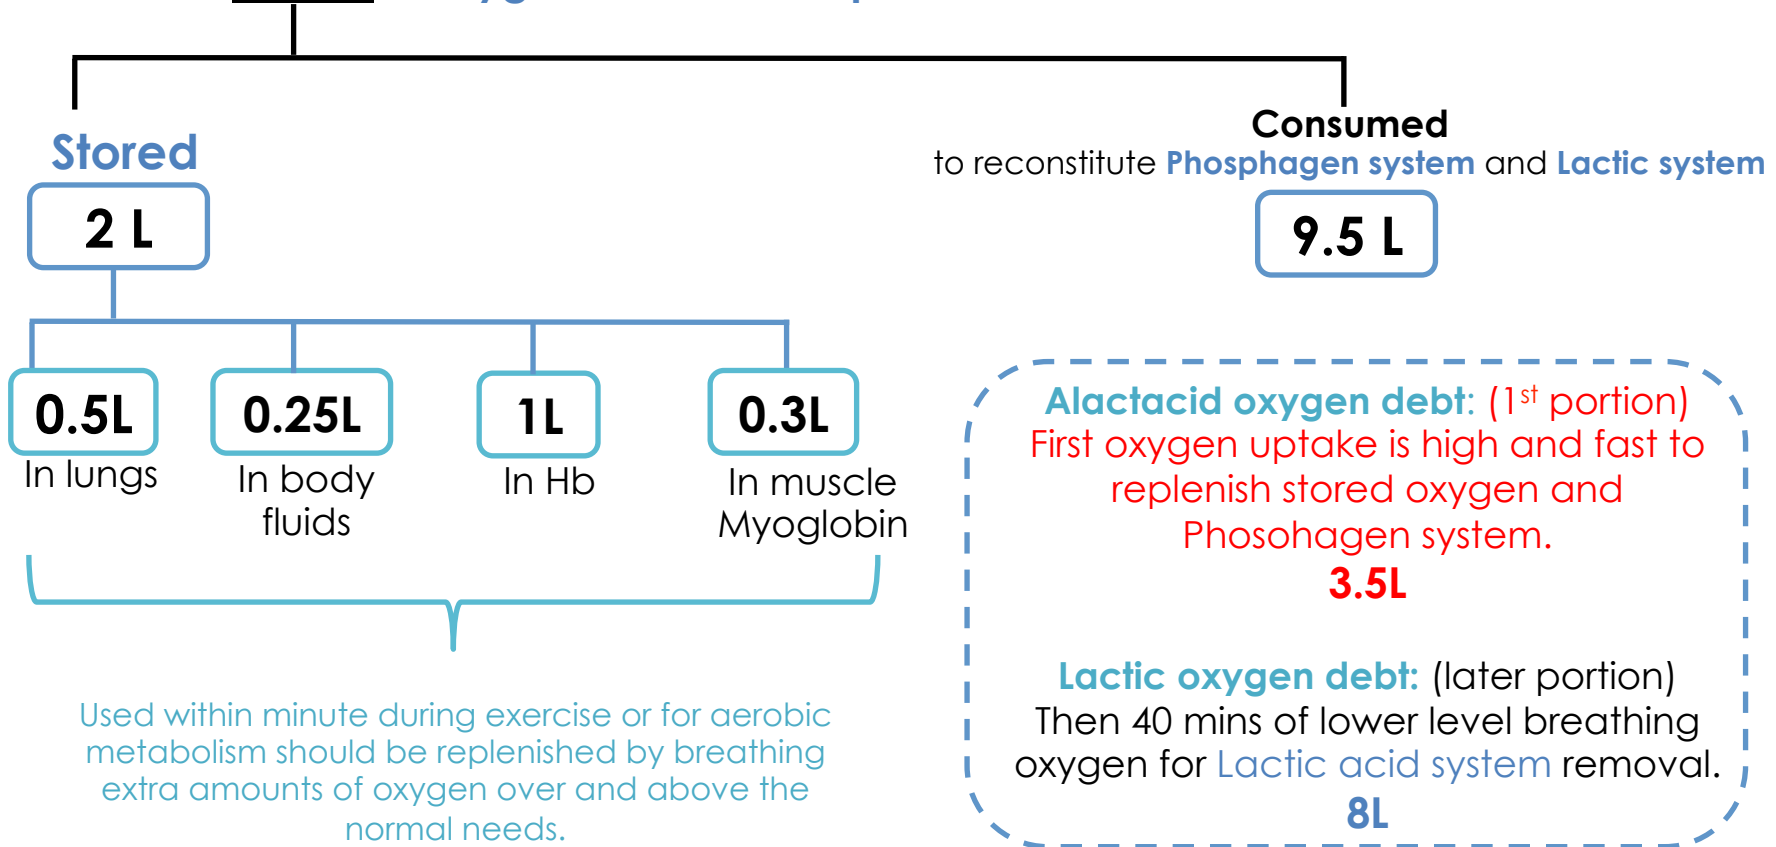 Stored
2 L
0.5L
In lungs
0.25L
In body
fluids
1L
In Hb
0.3L
In muscle
Myoglobin
Used within minute during exercise or for aerobic
metabolism should be replenished by breathing
extra amounts of oxygen over and above the
normal needs.
Consumed
to reconstitute Phosphagen system and Lactic system
9.5 L
Alactacid oxygen debt: (1st portion)
First oxygen uptake is high and fast to
replenish stored oxygen and
Phosohagen system.
3.5L
Lactic oxygen debt: (later portion)
Then 40 mins of lower level breathing
oxygen for Lactic acid system removal.
8L